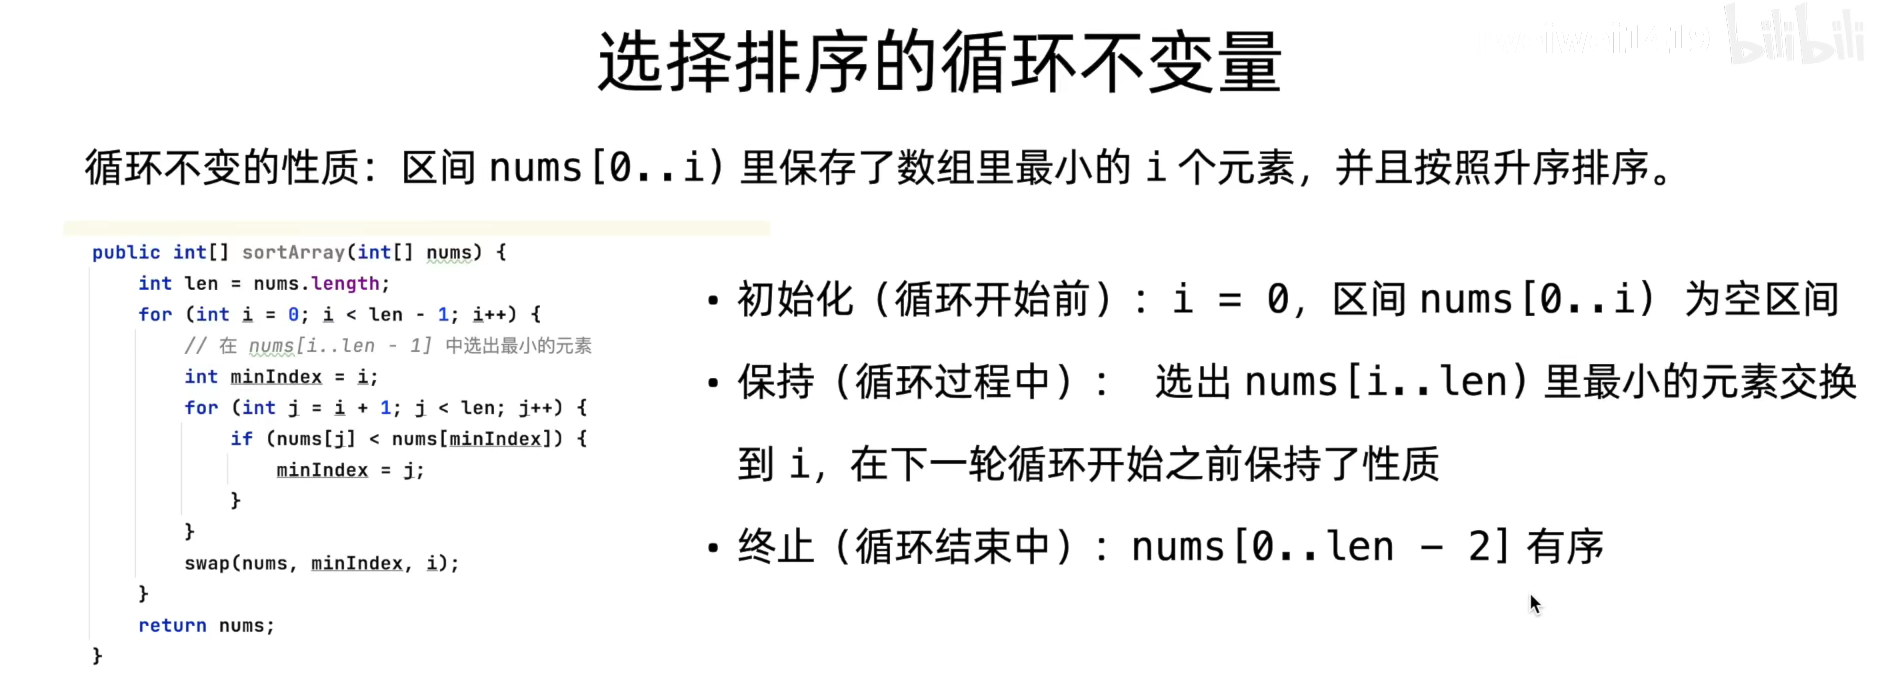 选择排序的循环不变量
bilibili
循环不变的性质：区间 nums[0..i) 里保存了数组里最小的 i 个元素，并且按照升序排序。
public int[] sortArray(int[] nums) {
int len = nums.length;
for (int i = 0; i < len - 1; i++) {
// 在 nums[i..len - 1] 中选出最小的元素
int minIndex = i;
for (int j = i + 1; j < len; j++) {
if (nums[j] < nums[minIndex]) {
minIndex = j;
}
}
swap(nums, minIndex, i);
}
return nums;
}
• 初始化（循环开始前）：i = 0，区间 nums[0..i) 为空区间
• 保持（循环过程中）： 选出 nums[i..len) 里最小的元素交换
到 i，在下一轮循环开始之前保持了性质
• 终止（循环结束中）：nums[0..len - 2] 有序